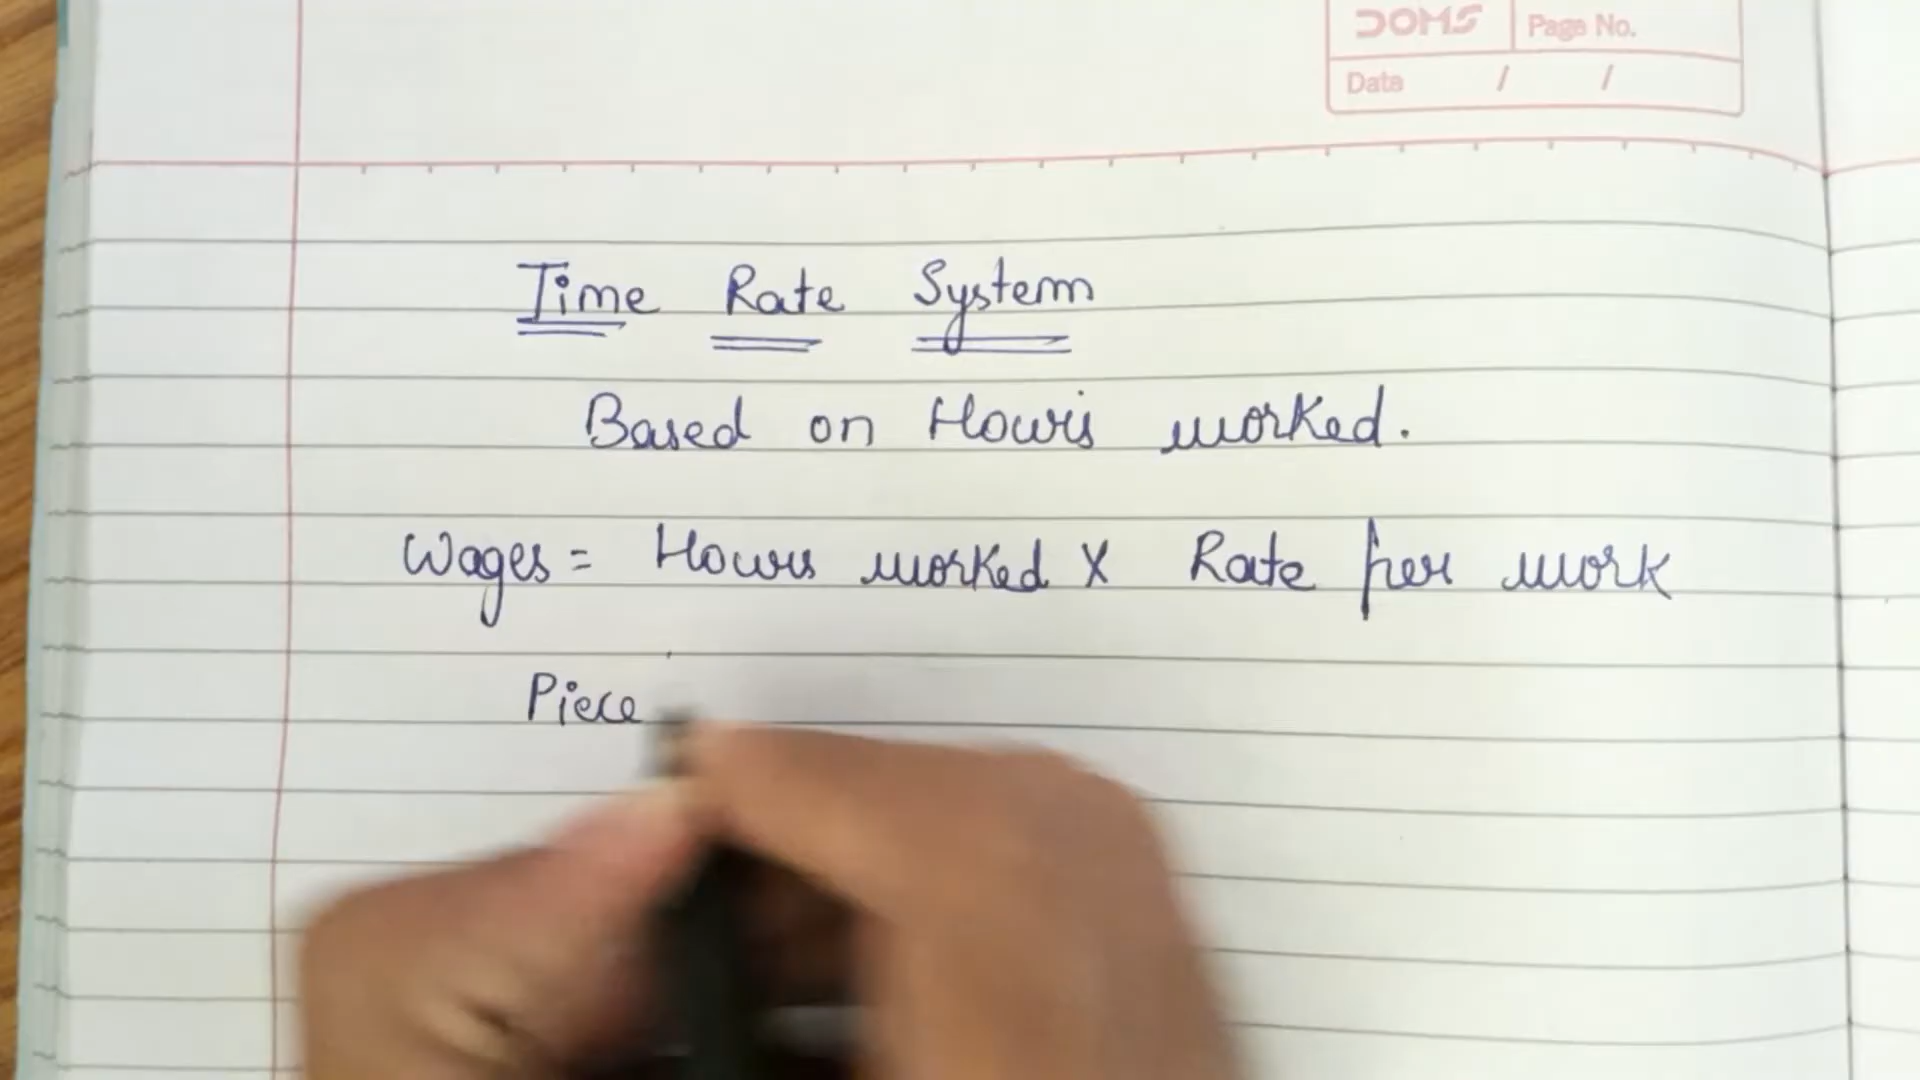 DOMS Page No.
Date / /
Time Rate System
Based on Hours worked.
Wages = Hours worked X Rate per work
Piece